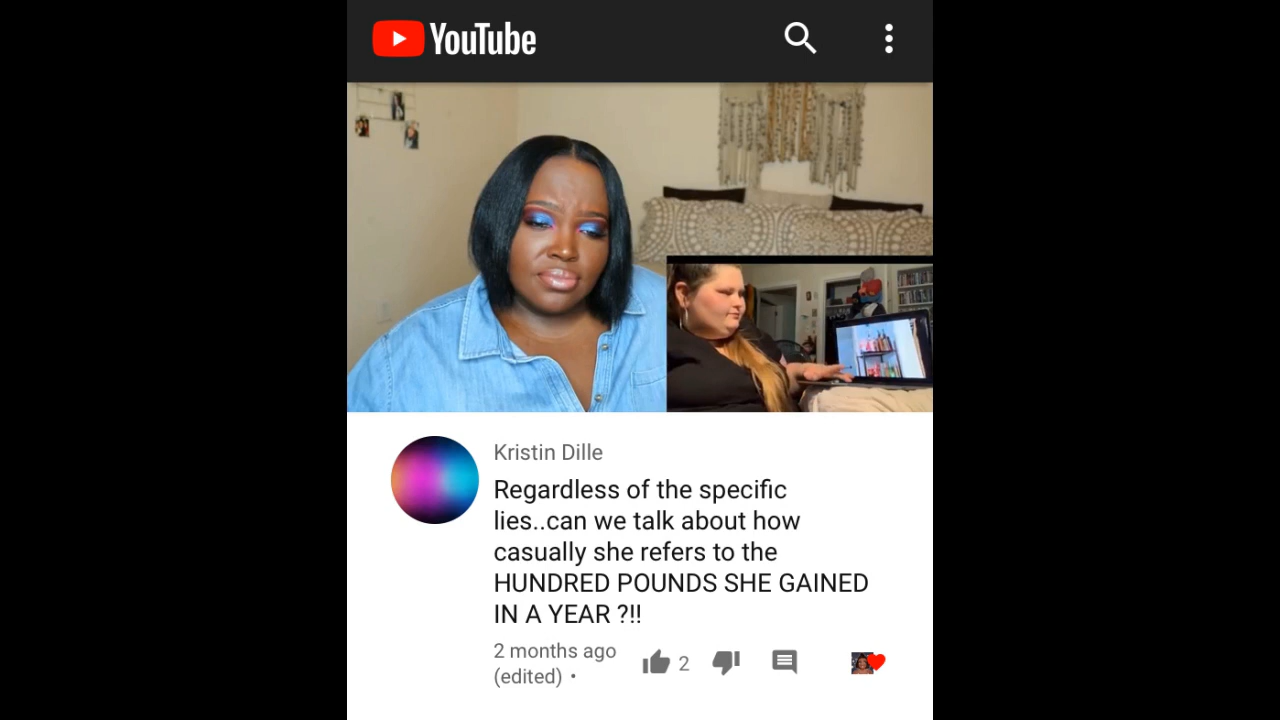 YouTube
Kristin Dille
Regardless of the specific
lies..can we talk about how
casually she refers to the
HUNDRED POUNDS SHE GAINED
IN A YEAR ?!!
2 months ago
(edited) •
2